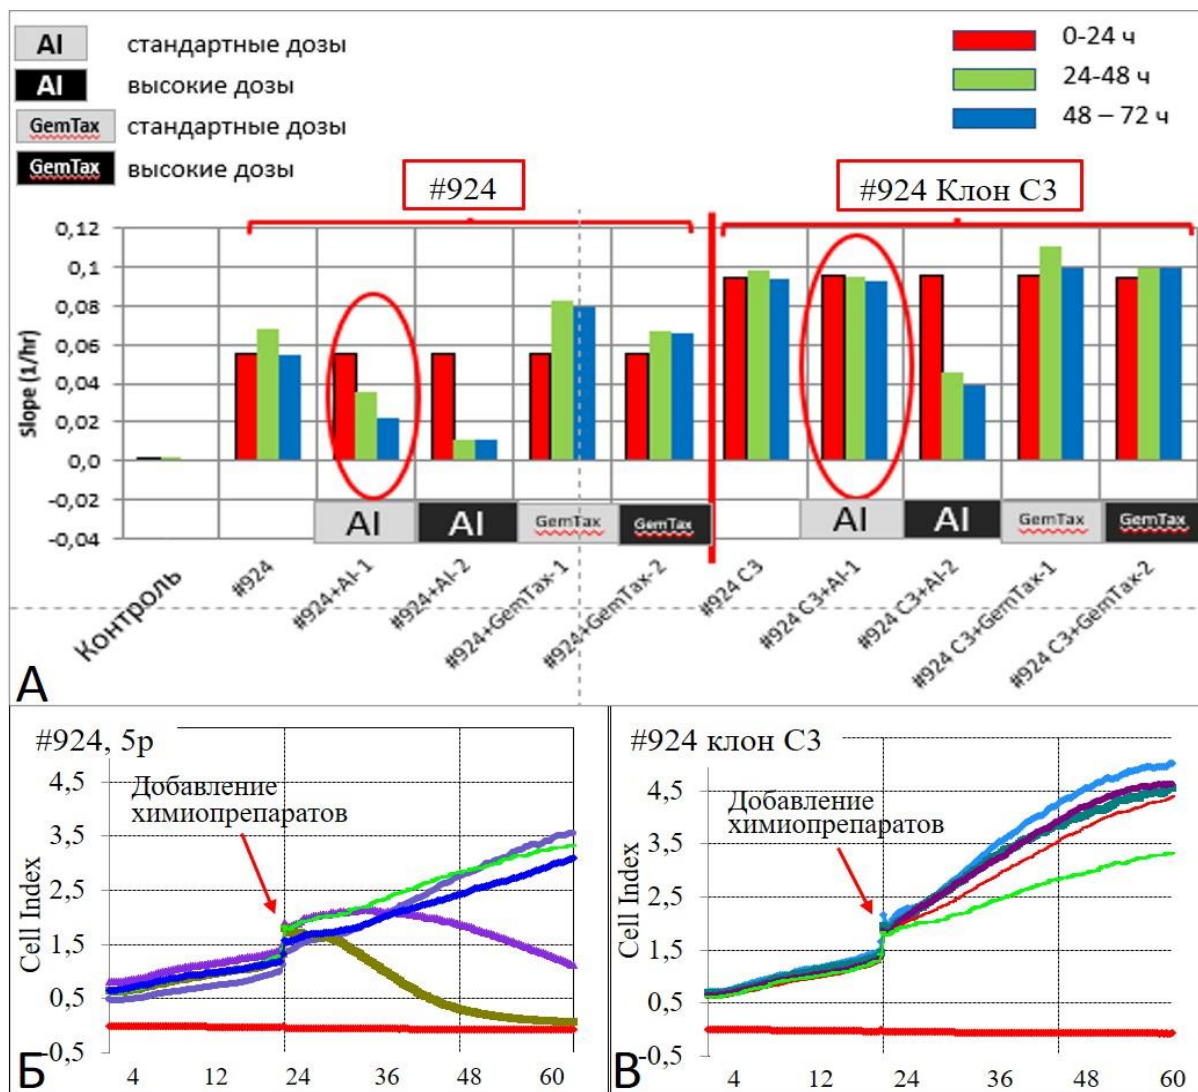 AI стандартные дозы
AI высокие дозы
GemTax стандартные дозы
GemTax высокие дозы
0-24 ч
24-48 ч
48 – 72 ч
#924
#924 Клон С3
Slope (1/hr)
0,12
0,1
0,08
0,06
0,04
0,02
0,0
-0,02
-0,04
AI
AI
GemTax
GemTax
AI
AI
GemTax
GemTax
Контроль
#924
#924+AI-1
#924+AI-2
#924+GemTax-1
#924+GemTax-2
#924 C3
#924 C3+AI-1
#924 C3+AI-2
#924 C3+GemTax-1
#924 C3+GemTax-2
А
#924, 5p
Добавление
химиопрепаратов
Cell Index
4,5
3,5
2,5
1,5
0,5
-0,5
4 12 24 36 48 60
Б
#924 клон С3
Добавление
химиопрепаратов
Cell Index
4,5
3,5
2,5
1,5
0,5
-0,5
4 12 24 36 48 60
В